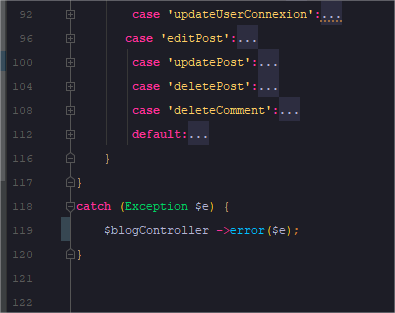 92 case 'updateUserConnexion':...
96 case 'editPost':...
100 case 'updatePost':...
104 case 'deletePost':...
108 case 'deleteComment':...
112 default:...
116 }
117 }
118 catch (Exception $e) {
119 $blogController ->error($e);
120 }
121
122